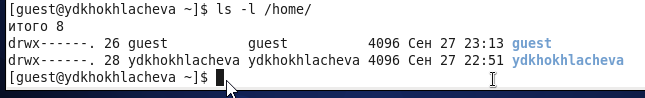 [guest@ydkhokhlacheva ~]$ ls -l /home/
итого 8
drwx------. 26 guest guest 4096 Сен 27 23:13 guest
drwx------. 28 ydkhokhlacheva ydkhokhlacheva 4096 Сен 27 22:51 ydkhokhlacheva
[guest@ydkhokhlacheva ~]$